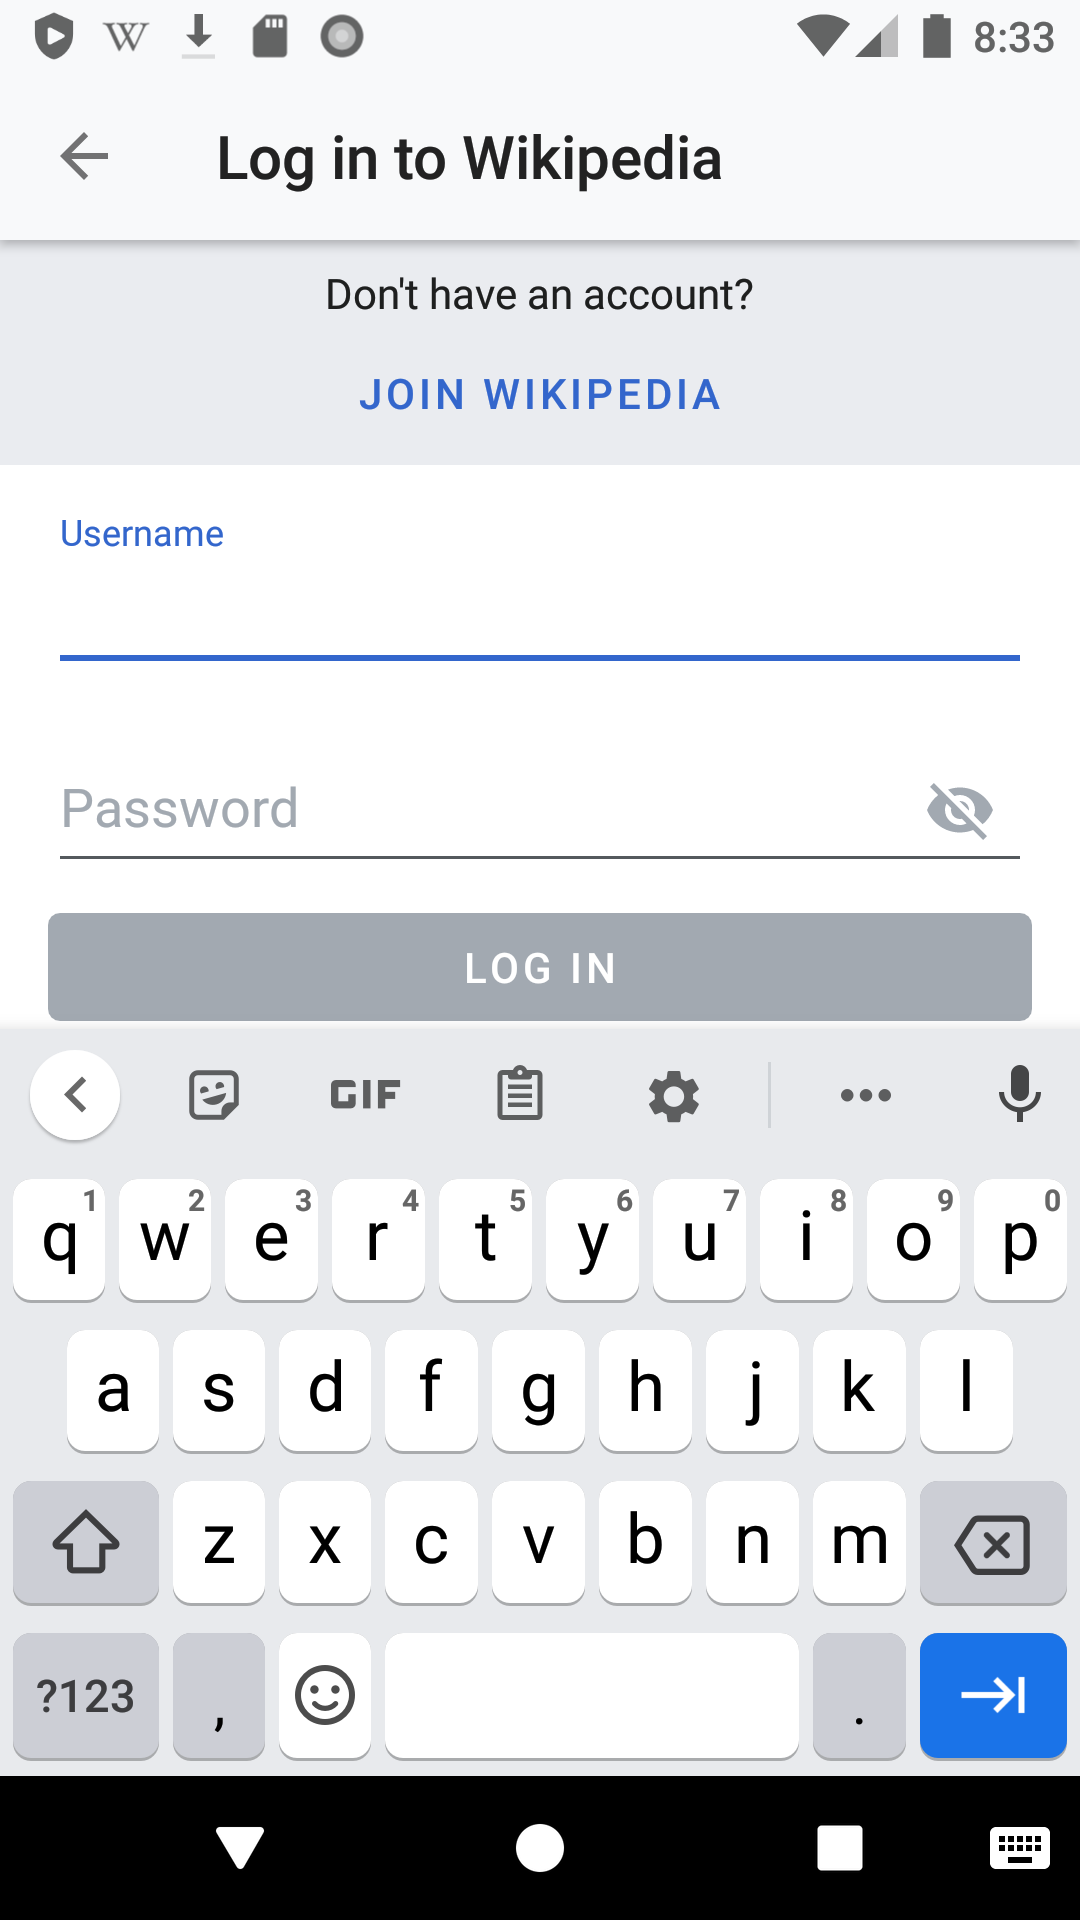 W 8:33
Log in to Wikipedia
Don't have an account?
JOIN WIKIPEDIA
Username
Password
LOG IN
GIF
1 2 3 4 5 6 7 8 9 0
q w e r t y u i o p
a s d f g h j k l
z x c v b n m
?123 , .